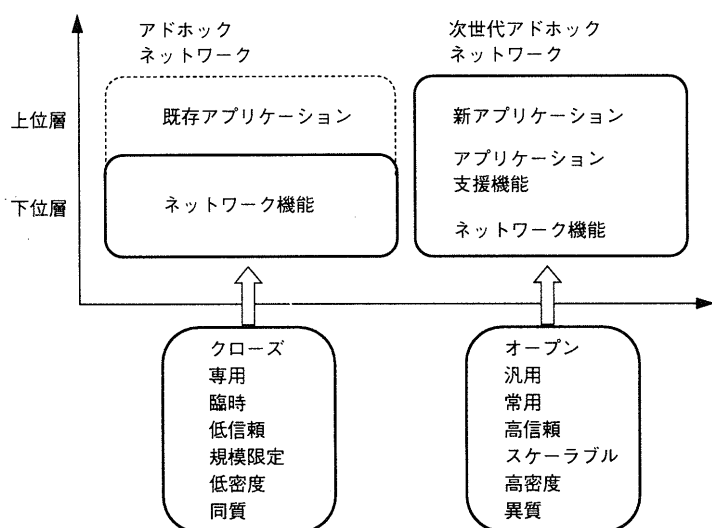 アドホック
ネットワーク
次世代アドホック
ネットワーク
上位層
既存アプリケーション
新アプリケーション
アプリケーション
支援機能
下位層
ネットワーク機能
ネットワーク機能
クローズ
専用
臨時
低信頼
規模限定
低密度
同質
オープン
汎用
常用
高信頼
スケーラブル
高密度
異質